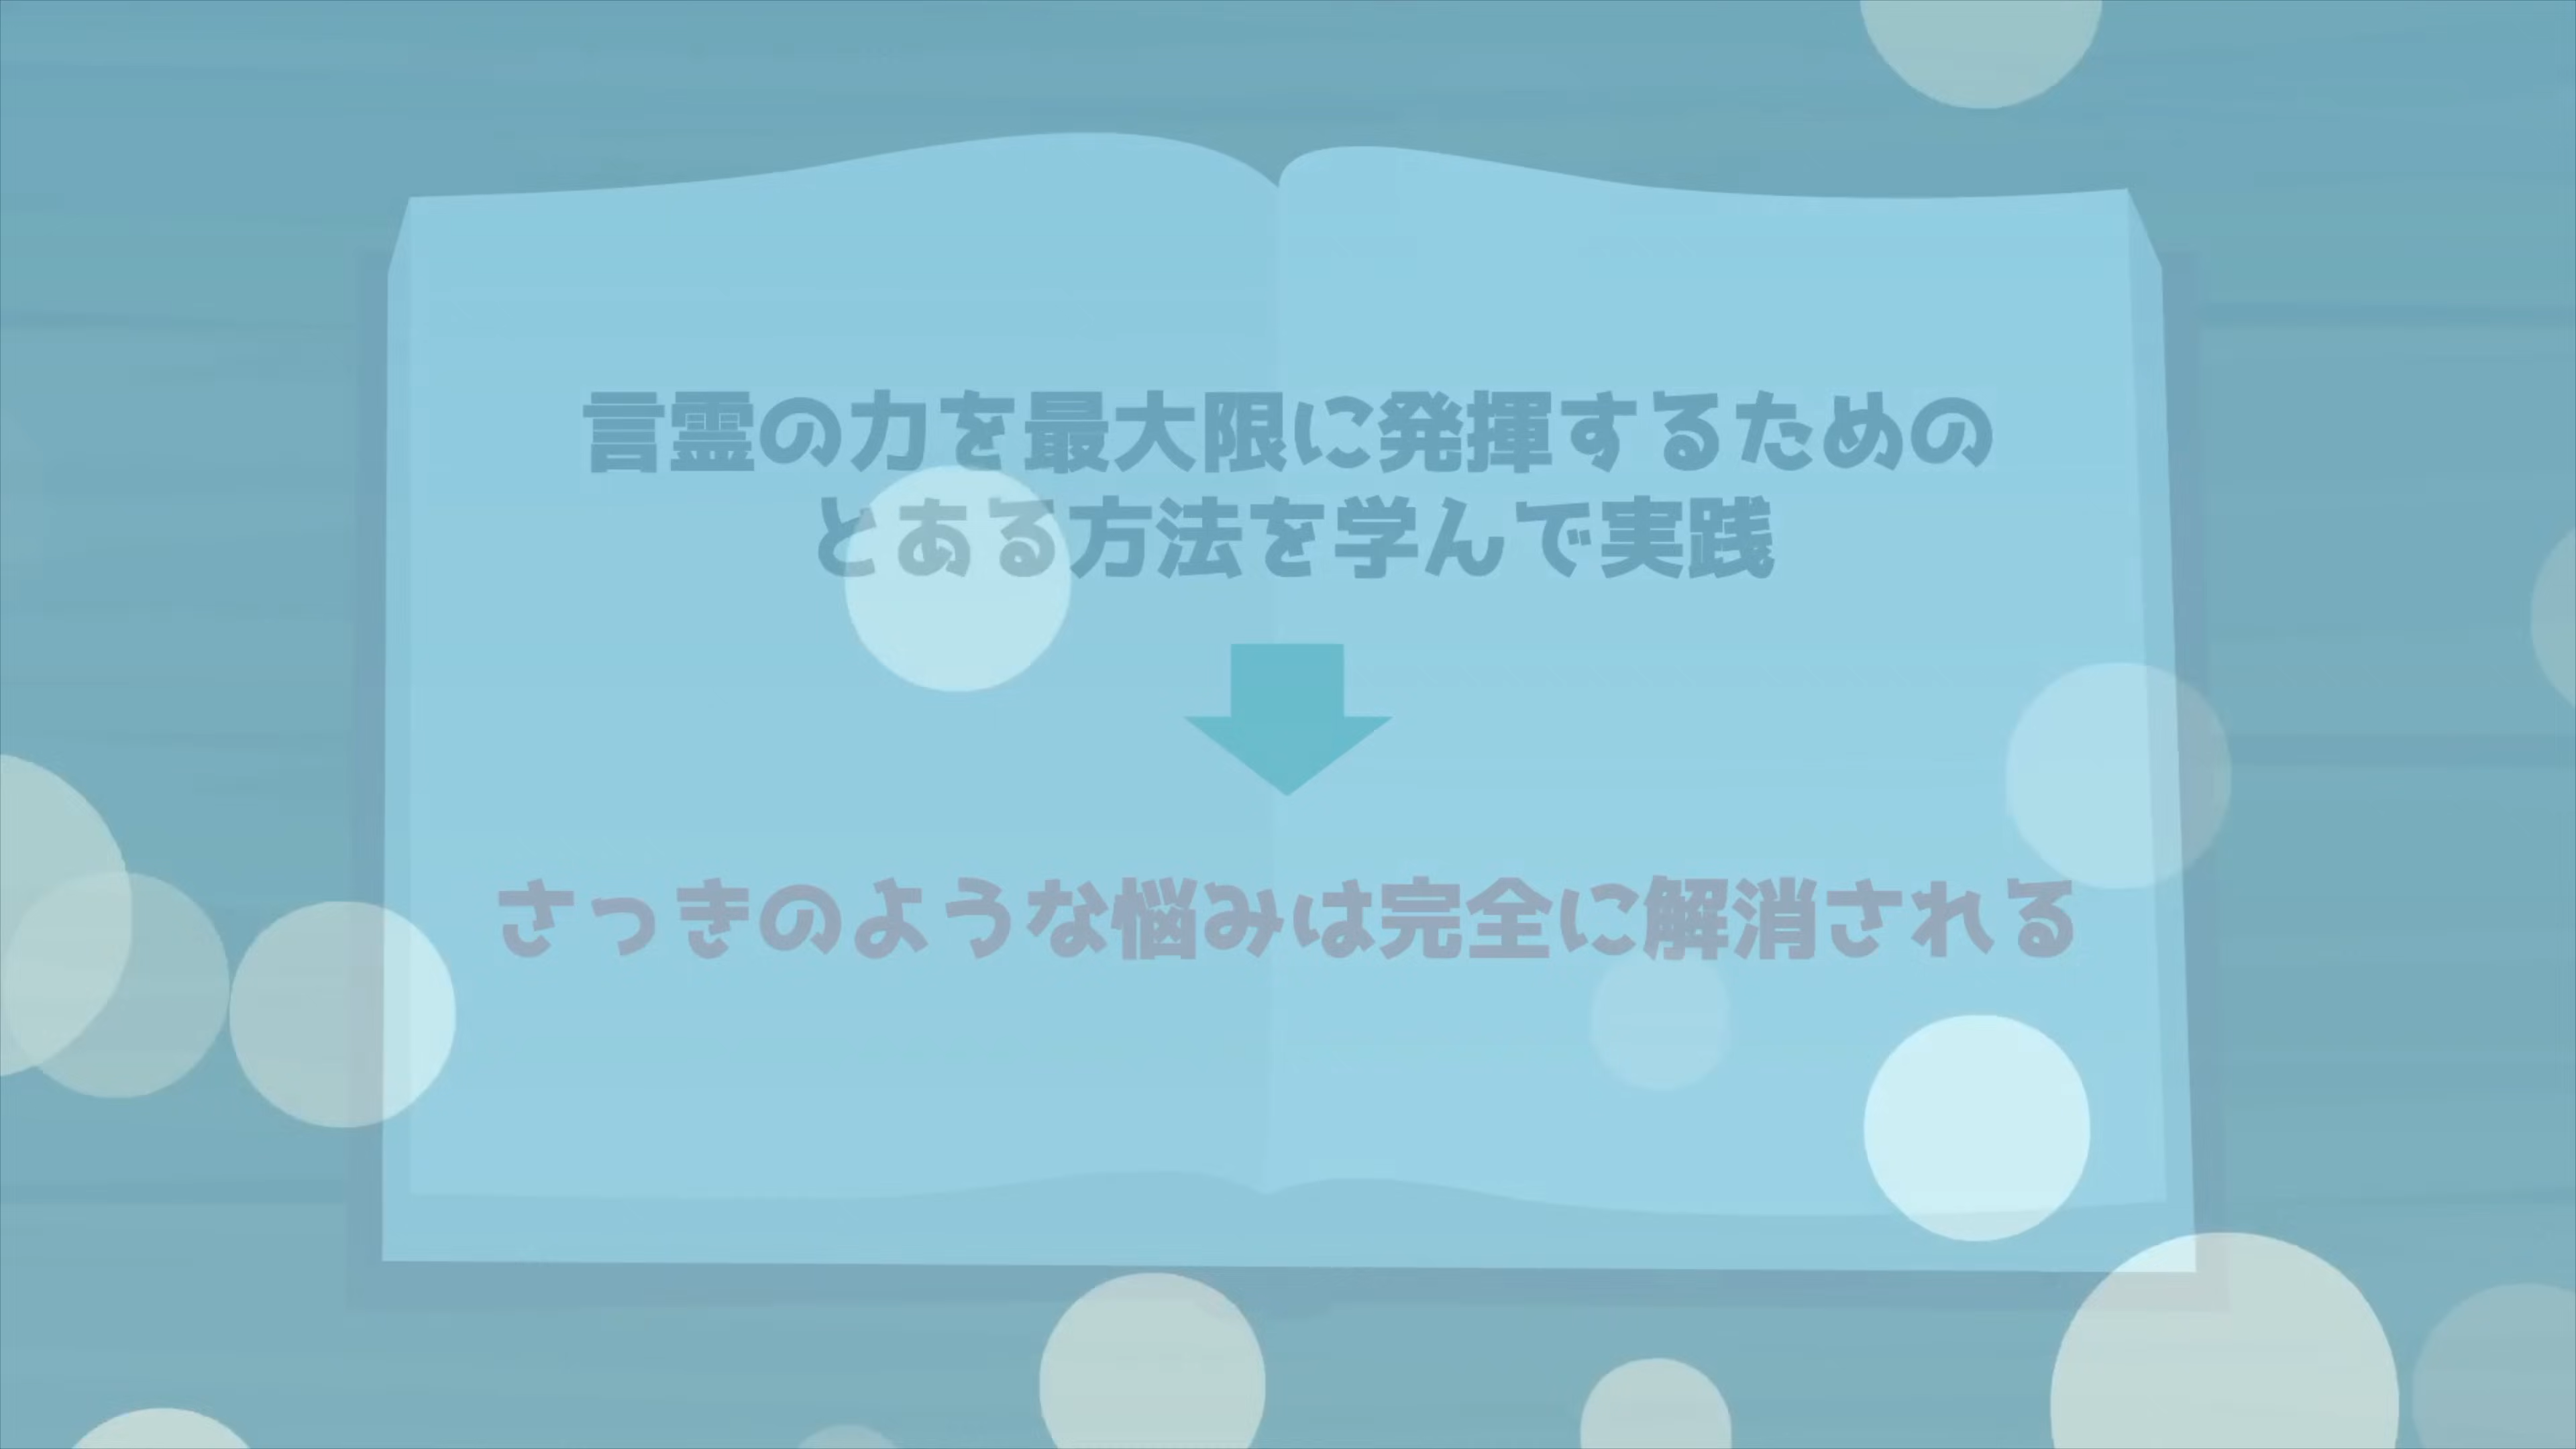 言霊の力を最大限に発揮するための
とある方法を学んで実践
さっきのような悩みは完全に解消される